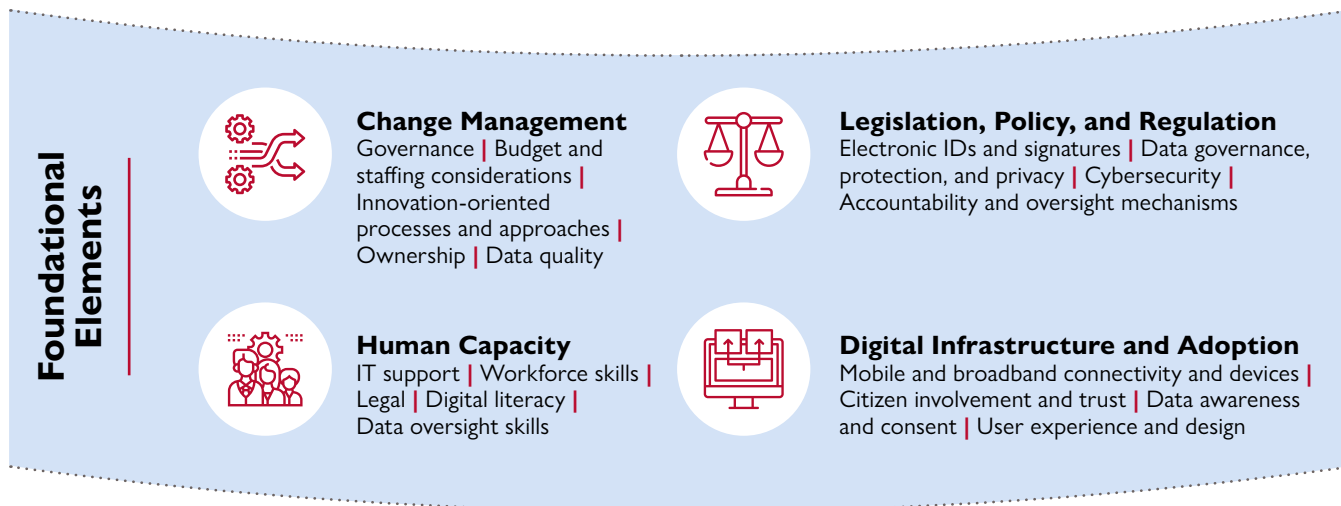 Foundational
Elements
Change Management
Governance | Budget and
staffing considerations |
Innovation-oriented
processes and approaches |
Ownership | Data quality
Legislation, Policy, and Regulation
Electronic IDs and signatures | Data governance,
protection, and privacy | Cybersecurity |
Accountability and oversight mechanisms
Human Capacity
IT support | Workforce skills |
Legal | Digital literacy |
Data oversight skills
Digital Infrastructure and Adoption
Mobile and broadband connectivity and devices |
Citizen involvement and trust | Data awareness
and consent | User experience and design